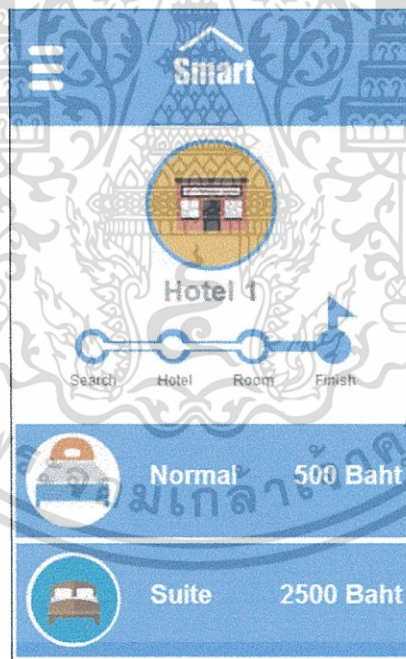 Smart
Hotel 1
Search Hotel Room Finish
Normal 500 Baht
Suite 2500 Baht